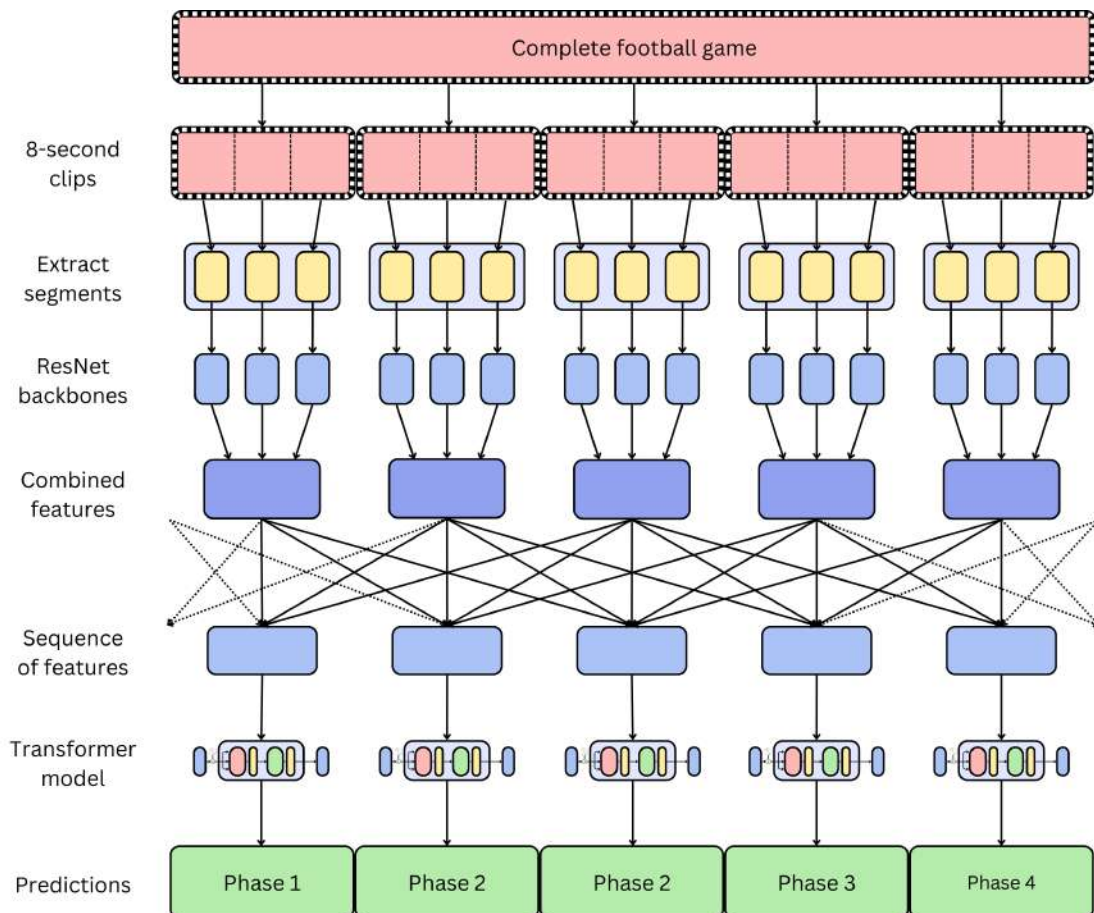 Complete football game
8-second
clips
Extract
segments
ResNet
backbones
Combined
features
Sequence
of features
Transformer
model
Predictions
Phase 1
Phase 2
Phase 2
Phase 3
Phase 4